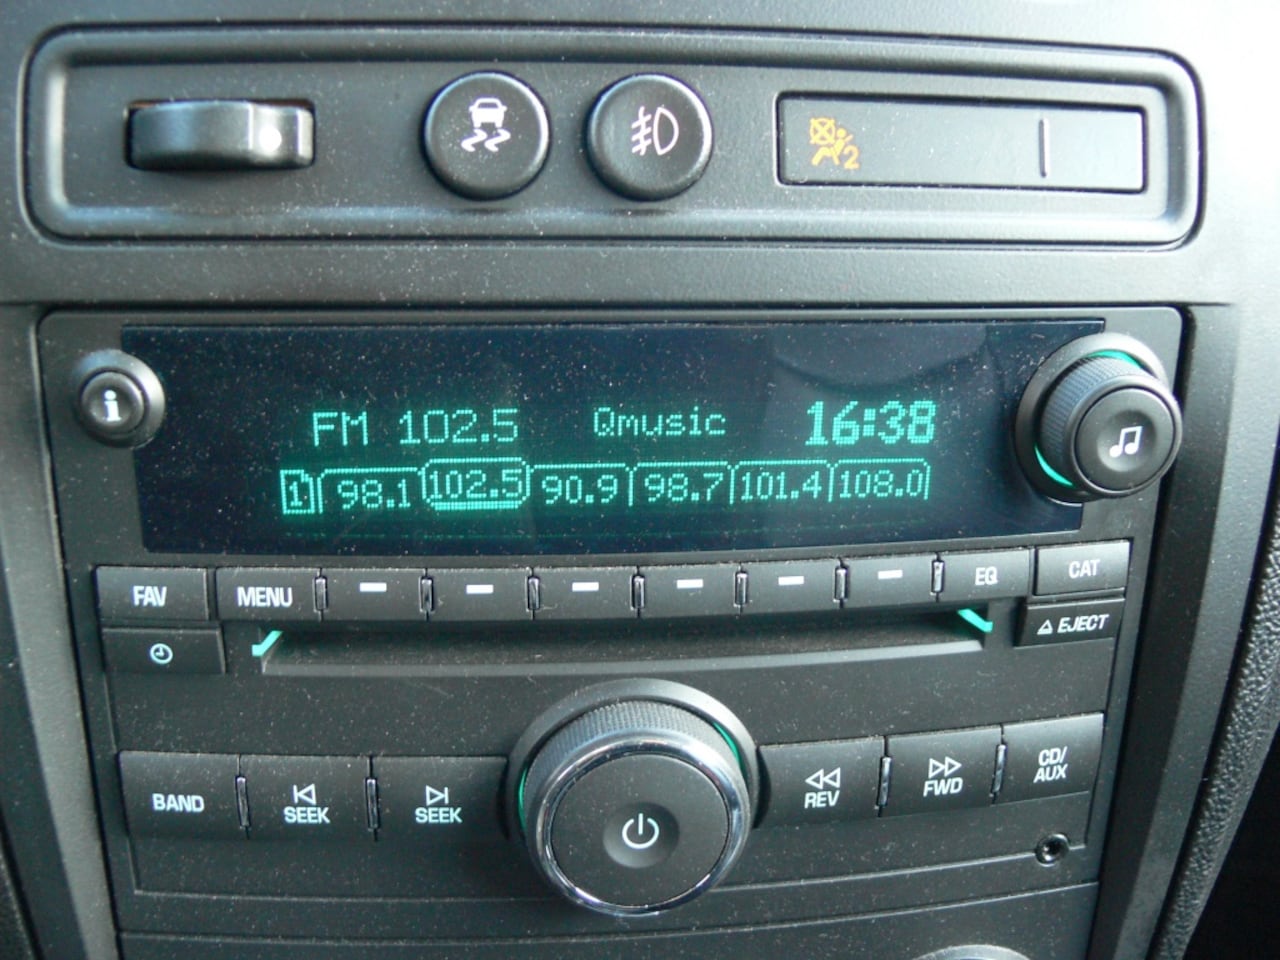 2
i
FM 102.5 Qmusic 16:38
1 98.1 102.5 90.9 98.7 101.4 108.0
FAV MENU EQ CAT
EJECT
BAND SEEK SEEK REV FWD CD/
AUX